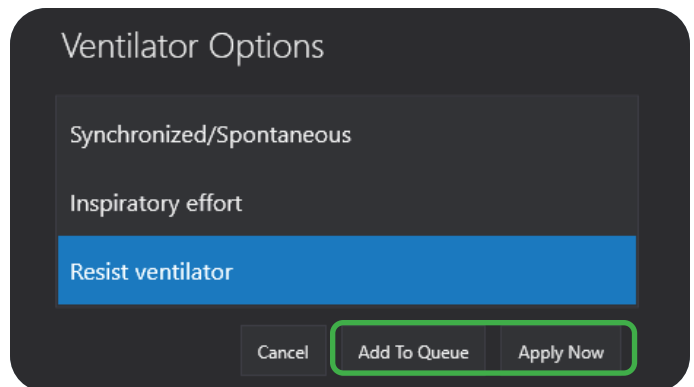 Ventilator Options
Synchronized/Spontaneous
Inspiratory effort
Resist ventilator
Cancel Add To Queue Apply Now